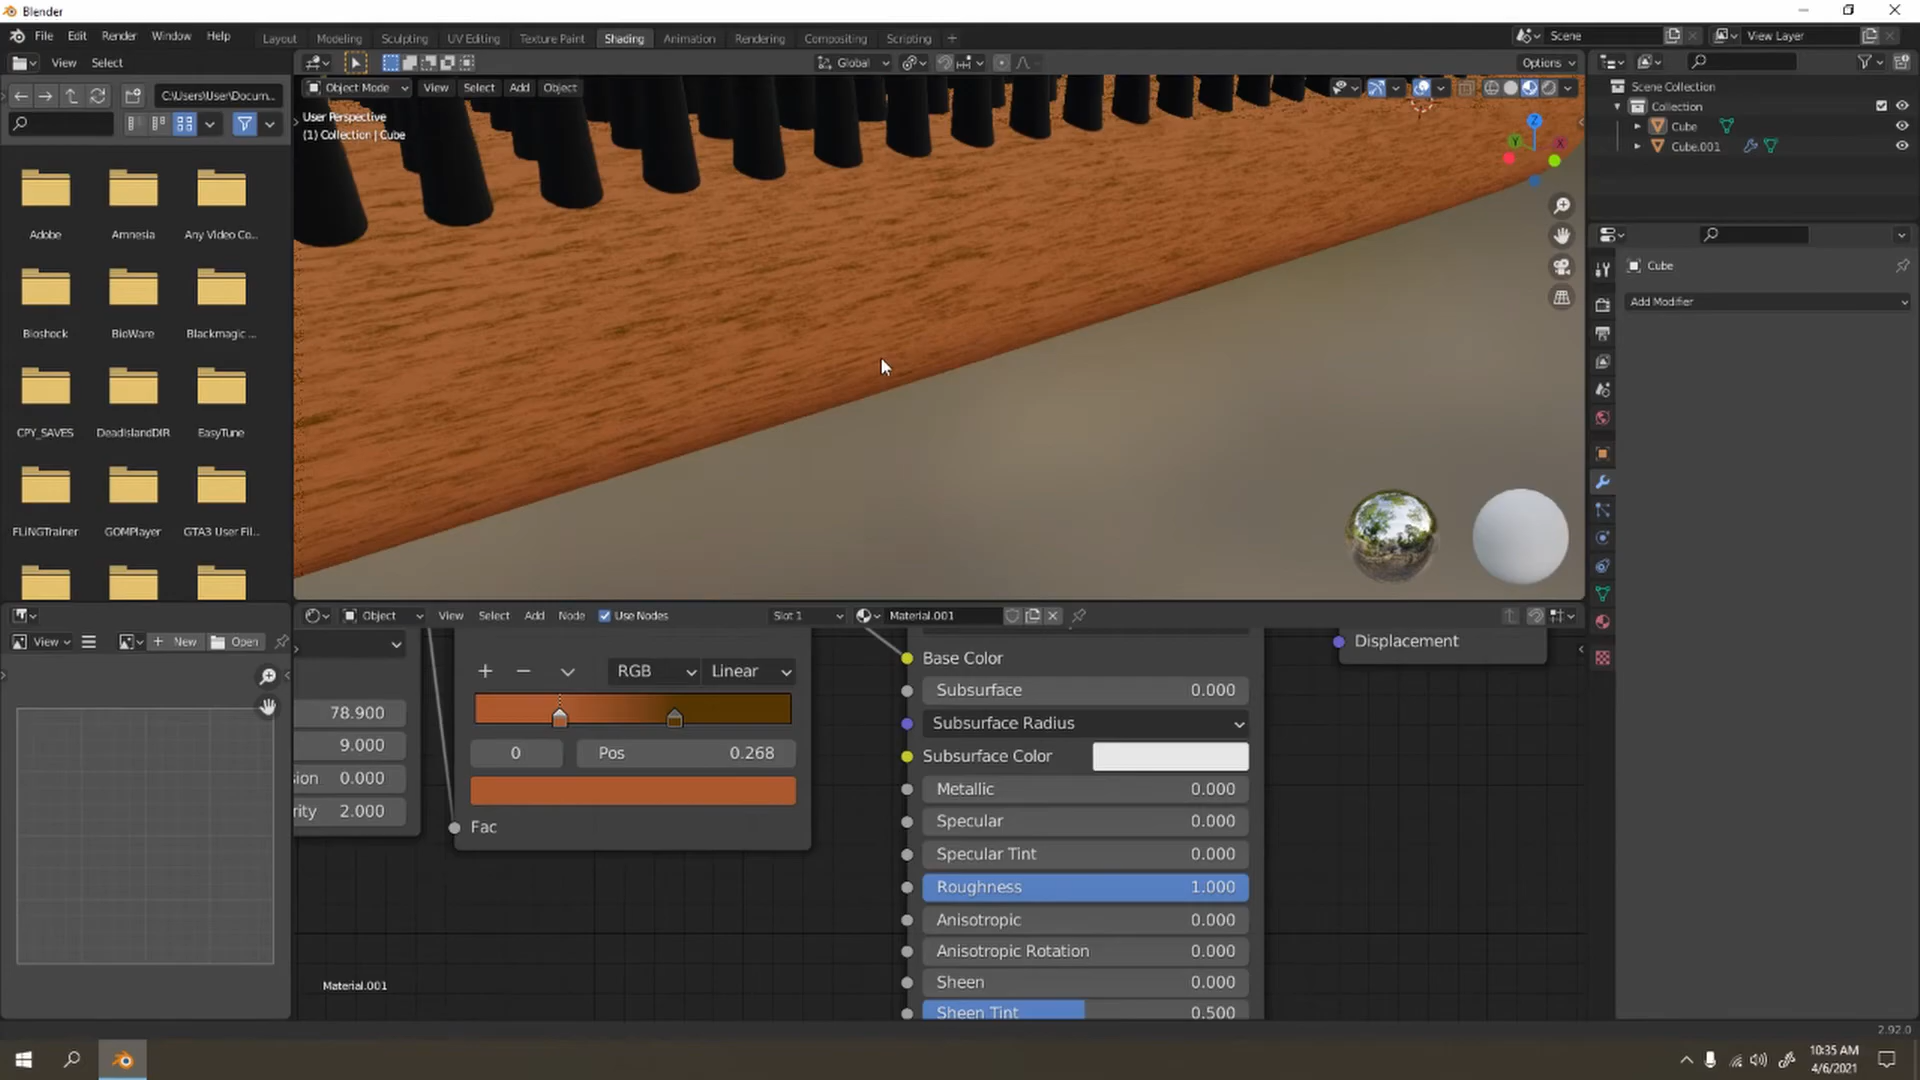 Blender
File Edit Render Window Help
Layout Modeling Sculpting UV Editing Texture Paint Shading Animation Rendering Compositing Scripting +
Scene
View Layer
View Select
Global
Options
C:\Users\User\Docum...
Object Mode View Select Add Object
User Perspective
(1) Collection | Cube
Z
Y
X
Scene Collection
Collection
Cube
Cube.001
Cube
Add Modifier
Adobe
Amnesia
Any Video Co...
Bioshock
BioWare
Blackmagic ...
CPY_SAVES
DeadIslandDIR
EasyTune
FLiNGTrainer
GOMPlayer
GTA3 User Fil...
View
New
Open
Object View Select Add Node Use Nodes
Slot 1
Material.001
78.900
9.000
sion 0.000
rity 2.000
RGB
Linear
0
Pos 0.268
Fac
Base Color
Subsurface 0.000
Subsurface Radius
Subsurface Color
Metallic 0.000
Specular 0.000
Specular Tint 0.000
Roughness 1.000
Anisotropic 0.000
Anisotropic Rotation 0.000
Sheen 0.000
Sheen Tint 0.500
Displacement
Material.001
2.92.0
10:35 AM
4/6/2021